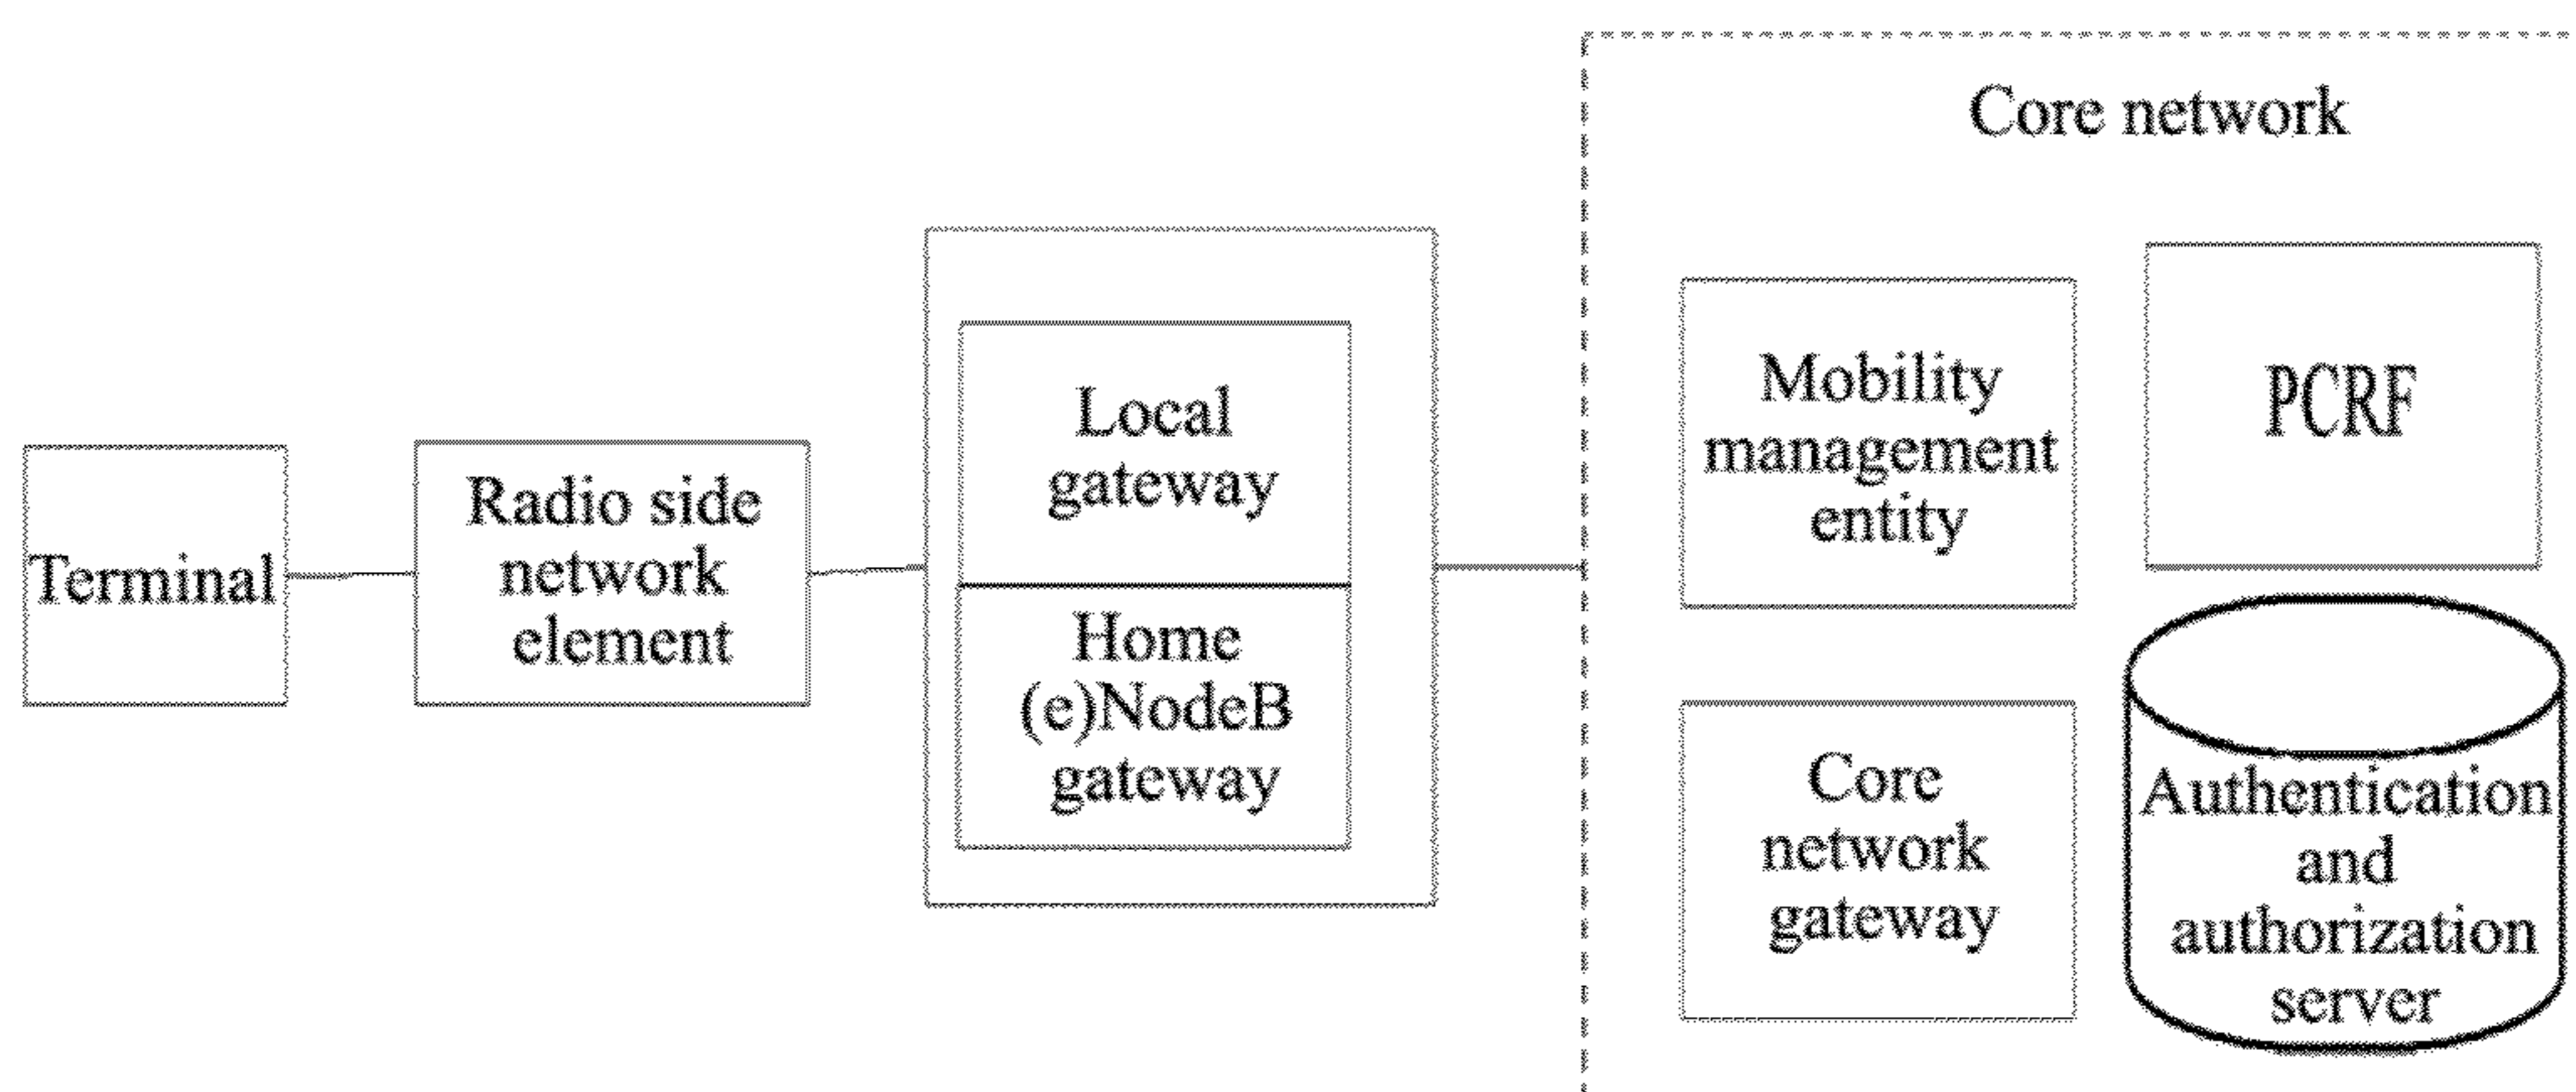 Core network
Terminal
Radio side
network
element
Local
gateway
Home
(e)NodeB
gateway
Mobility
management
entity
PCRF
Core
network
gateway
Authentication
and
authorization
server